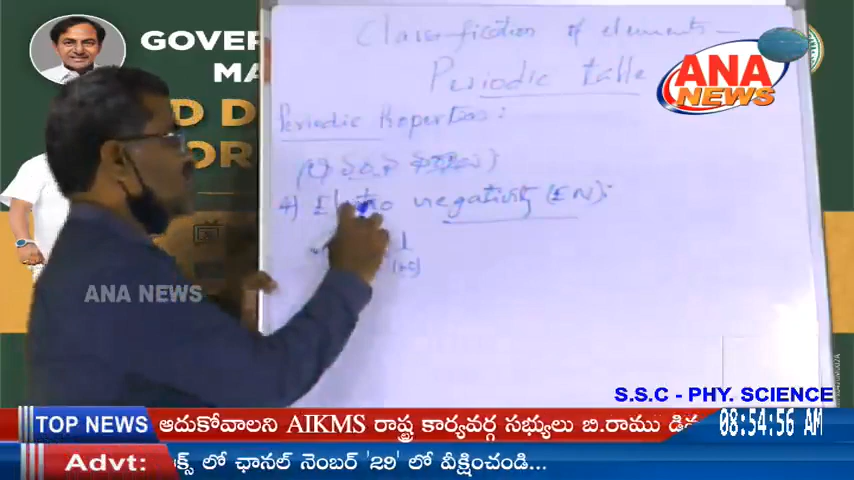 GOVER
MA
D D
OR
Classification of elements -
Periodic table
ANA
NEWS
Periodic Properties:
4) Electro negativity (EN):
ANA NEWS
S.S.C - PHY. SCIENCE
TOP NEWS ఆదుకోవాలని AIKMS రాష్ట్ర కార్యవర్గ సభ్యులు బి.రాము డిమ 08:54:56 AM
Advt: క్స్ లో ఛానల్ నెంబర్ '29' లో వీక్షించండి...